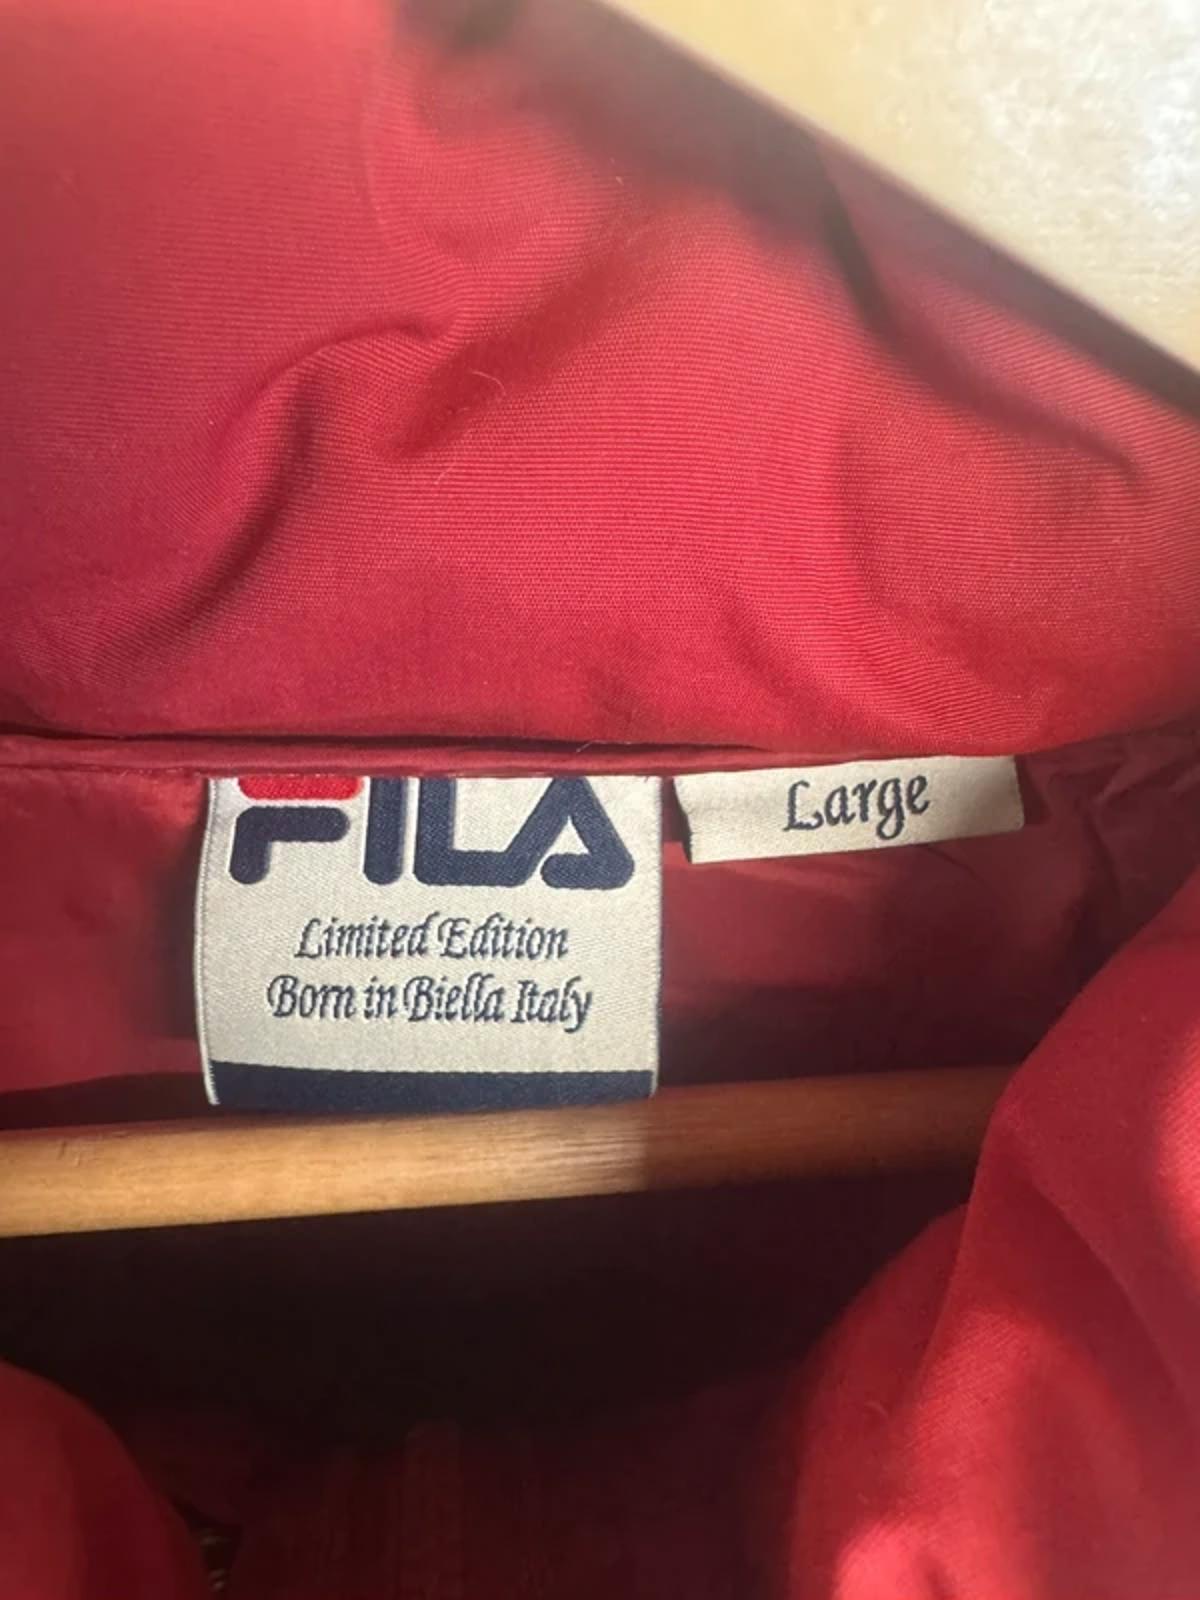 FILA
Large
Limited Edition
Born in Biella Italy